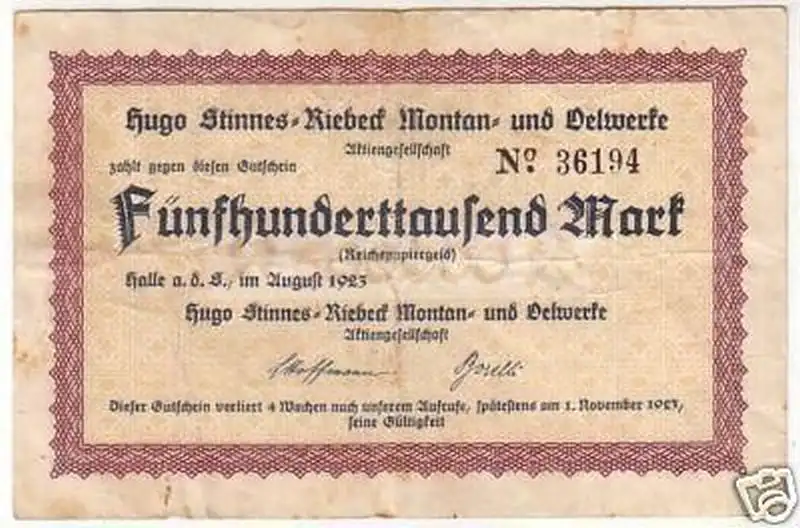 Hugo Stinnes-Riebeck Montan- und Oelwerke
Aktiengesellschaft
zahlt gegen diesen Gutschein
No. 36194
Fünfhunderttausend Mark
(Reichspapiergeld)
Halle a.d.S., im August 1923
Hugo Stinnes-Riebeck Montan- und Oelwerke
Aktiengesellschaft
Hoffmann Borelli
Dieser Gutschein verliert 4 Wochen nach unserem Aufrufe, spätestens am 1. November 1923,
seine Gültigkeit